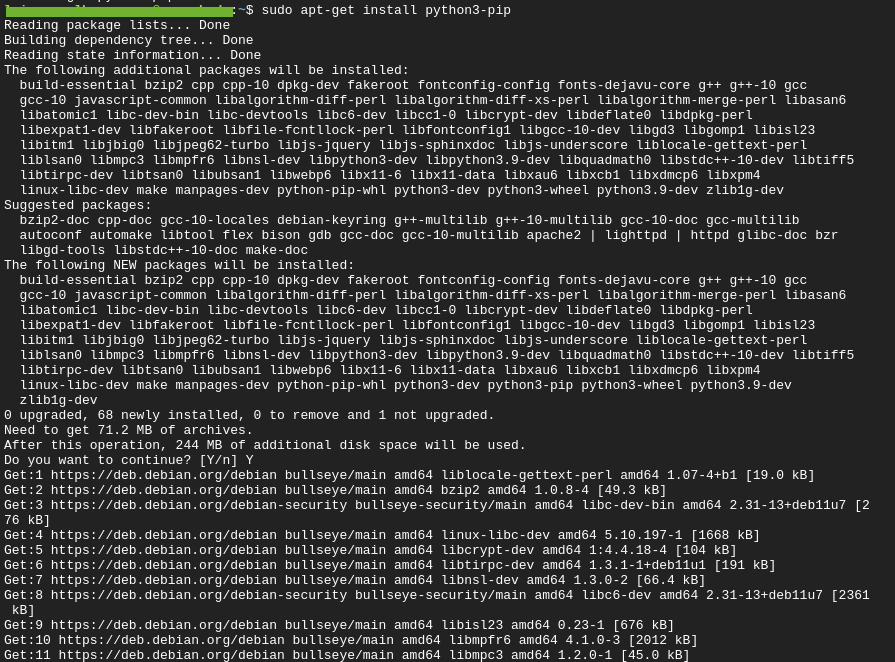 :~$ sudo apt-get install python3-pip
Reading package lists... Done
Building dependency tree... Done
Reading state information... Done
The following additional packages will be installed:
  build-essential bzip2 cpp cpp-10 dpkg-dev fakeroot fontconfig-config fonts-dejavu-core g++ g++-10 gcc
  gcc-10 javascript-common libalgorithm-diff-perl libalgorithm-diff-xs-perl libalgorithm-merge-perl libasan6
  libatomic1 libc-dev-bin libc-devtools libc6-dev libcc1-0 libcrypt-dev libdeflate0 libdpkg-perl
  libexpat1-dev libfakeroot libfile-fcntllock-perl libfontconfig1 libgcc-10-dev libgd3 libgomp1 libisl23
  libitm1 libjbig0 libjpeg62-turbo libjs-jquery libjs-sphinxdoc libjs-underscore liblocale-gettext-perl
  liblsan0 libmpc3 libmpfr6 libnsl-dev libpython3-dev libpython3.9-dev libquadmath0 libstdc++-10-dev libtiff5
  libtirpc-dev libtsan0 libubsan1 libwebp6 libx11-6 libx11-data libxau6 libxcb1 libxdmcp6 libxpm4
  linux-libc-dev make manpages-dev python-pip-whl python3-dev python3-wheel python3.9-dev zlib1g-dev
Suggested packages:
  bzip2-doc cpp-doc gcc-10-locales debian-keyring g++-multilib g++-10-multilib gcc-10-doc gcc-multilib
  autoconf automake libtool flex bison gdb gcc-doc gcc-10-multilib apache2 | lighttpd | httpd glibc-doc bzr
  libgd-tools libstdc++-10-doc make-doc
The following NEW packages will be installed:
  build-essential bzip2 cpp cpp-10 dpkg-dev fakeroot fontconfig-config fonts-dejavu-core g++ g++-10 gcc
  gcc-10 javascript-common libalgorithm-diff-perl libalgorithm-diff-xs-perl libalgorithm-merge-perl libasan6
  libatomic1 libc-dev-bin libc-devtools libc6-dev libcc1-0 libcrypt-dev libdeflate0 libdpkg-perl
  libexpat1-dev libfakeroot libfile-fcntllock-perl libfontconfig1 libgcc-10-dev libgd3 libgomp1 libisl23
  libitm1 libjbig0 libjpeg62-turbo libjs-jquery libjs-sphinxdoc libjs-underscore liblocale-gettext-perl
  liblsan0 libmpc3 libmpfr6 libnsl-dev libpython3-dev libpython3.9-dev libquadmath0 libstdc++-10-dev libtiff5
  libtirpc-dev libtsan0 libubsan1 libwebp6 libx11-6 libx11-data libxau6 libxcb1 libxdmcp6 libxpm4
  linux-libc-dev make manpages-dev python-pip-whl python3-dev python3-pip python3-wheel python3.9-dev
  zlib1g-dev
0 upgraded, 68 newly installed, 0 to remove and 1 not upgraded.
Need to get 71.2 MB of archives.
After this operation, 244 MB of additional disk space will be used.
Do you want to continue? [Y/n] Y
Get:1 https://deb.debian.org/debian bullseye/main amd64 liblocale-gettext-perl amd64 1.07-4+b1 [19.0 kB]
Get:2 https://deb.debian.org/debian bullseye/main amd64 bzip2 amd64 1.0.8-4 [49.3 kB]
Get:3 https://deb.debian.org/debian-security bullseye-security/main amd64 libc-dev-bin amd64 2.31-13+deb11u7 [2
76 kB]
Get:4 https://deb.debian.org/debian bullseye/main amd64 linux-libc-dev amd64 5.10.197-1 [1668 kB]
Get:5 https://deb.debian.org/debian bullseye/main amd64 libcrypt-dev amd64 1:4.4.18-4 [104 kB]
Get:6 https://deb.debian.org/debian bullseye/main amd64 libtirpc-dev amd64 1.3.1-1+deb11u1 [191 kB]
Get:7 https://deb.debian.org/debian bullseye/main amd64 libnsl-dev amd64 1.3.0-2 [66.4 kB]
Get:8 https://deb.debian.org/debian-security bullseye-security/main amd64 libc6-dev amd64 2.31-13+deb11u7 [2361
 kB]
Get:9 https://deb.debian.org/debian bullseye/main amd64 libisl23 amd64 0.23-1 [676 kB]
Get:10 https://deb.debian.org/debian bullseye/main amd64 libmpfr6 amd64 4.1.0-3 [2012 kB]
Get:11 https://deb.debian.org/debian bullseye/main amd64 libmpc3 amd64 1.2.0-1 [45.0 kB]